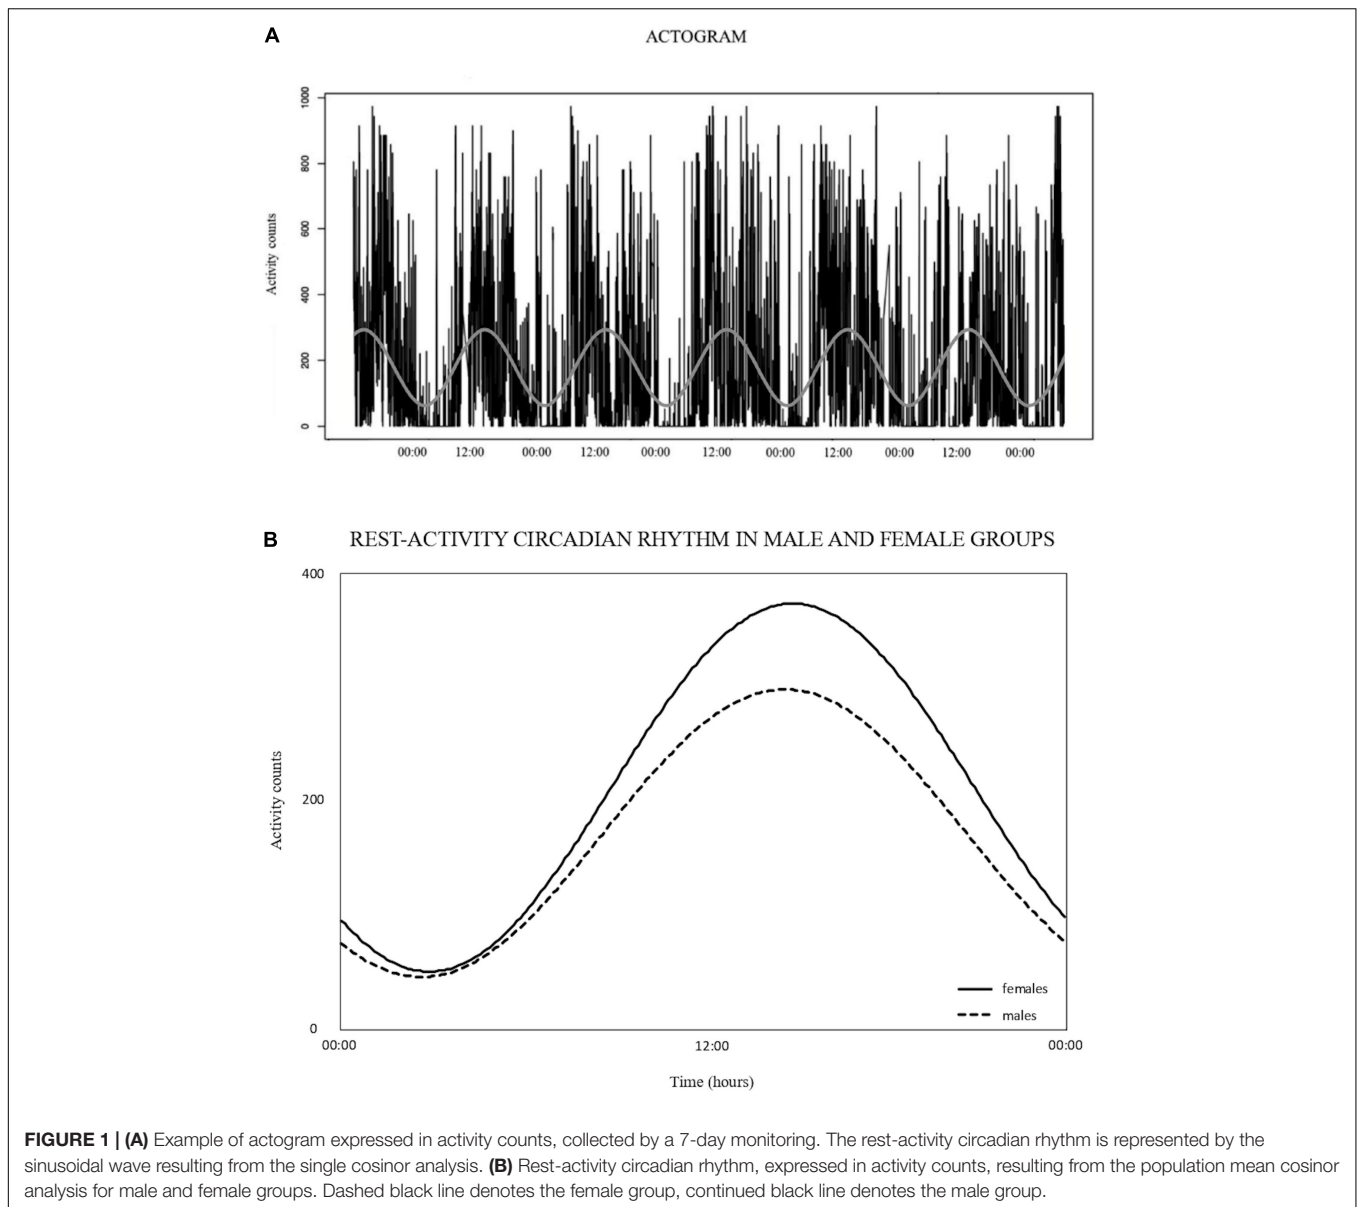 A
ACTOGRAM
1000
800
600
400
200
0
Activity counts
00:00 12:00 00:00 12:00 00:00 12:00 00:00 12:00 00:00 12:00 00:00
B
REST-ACTIVITY CIRCADIAN RHYTHM IN MALE AND FEMALE GROUPS
400
200
0
Activity counts
females
males
00:00 12:00 00:00
Time (hours)
FIGURE 1 | (A) Example of actogram expressed in activity counts, collected by a 7-day monitoring. The rest-activity circadian rhythm is represented by the
sinusoidal wave resulting from the single cosinor analysis. (B) Rest-activity circadian rhythm, expressed in activity counts, resulting from the population mean cosinor
analysis for male and female groups. Dashed black line denotes the female group, continued black line denotes the male group.